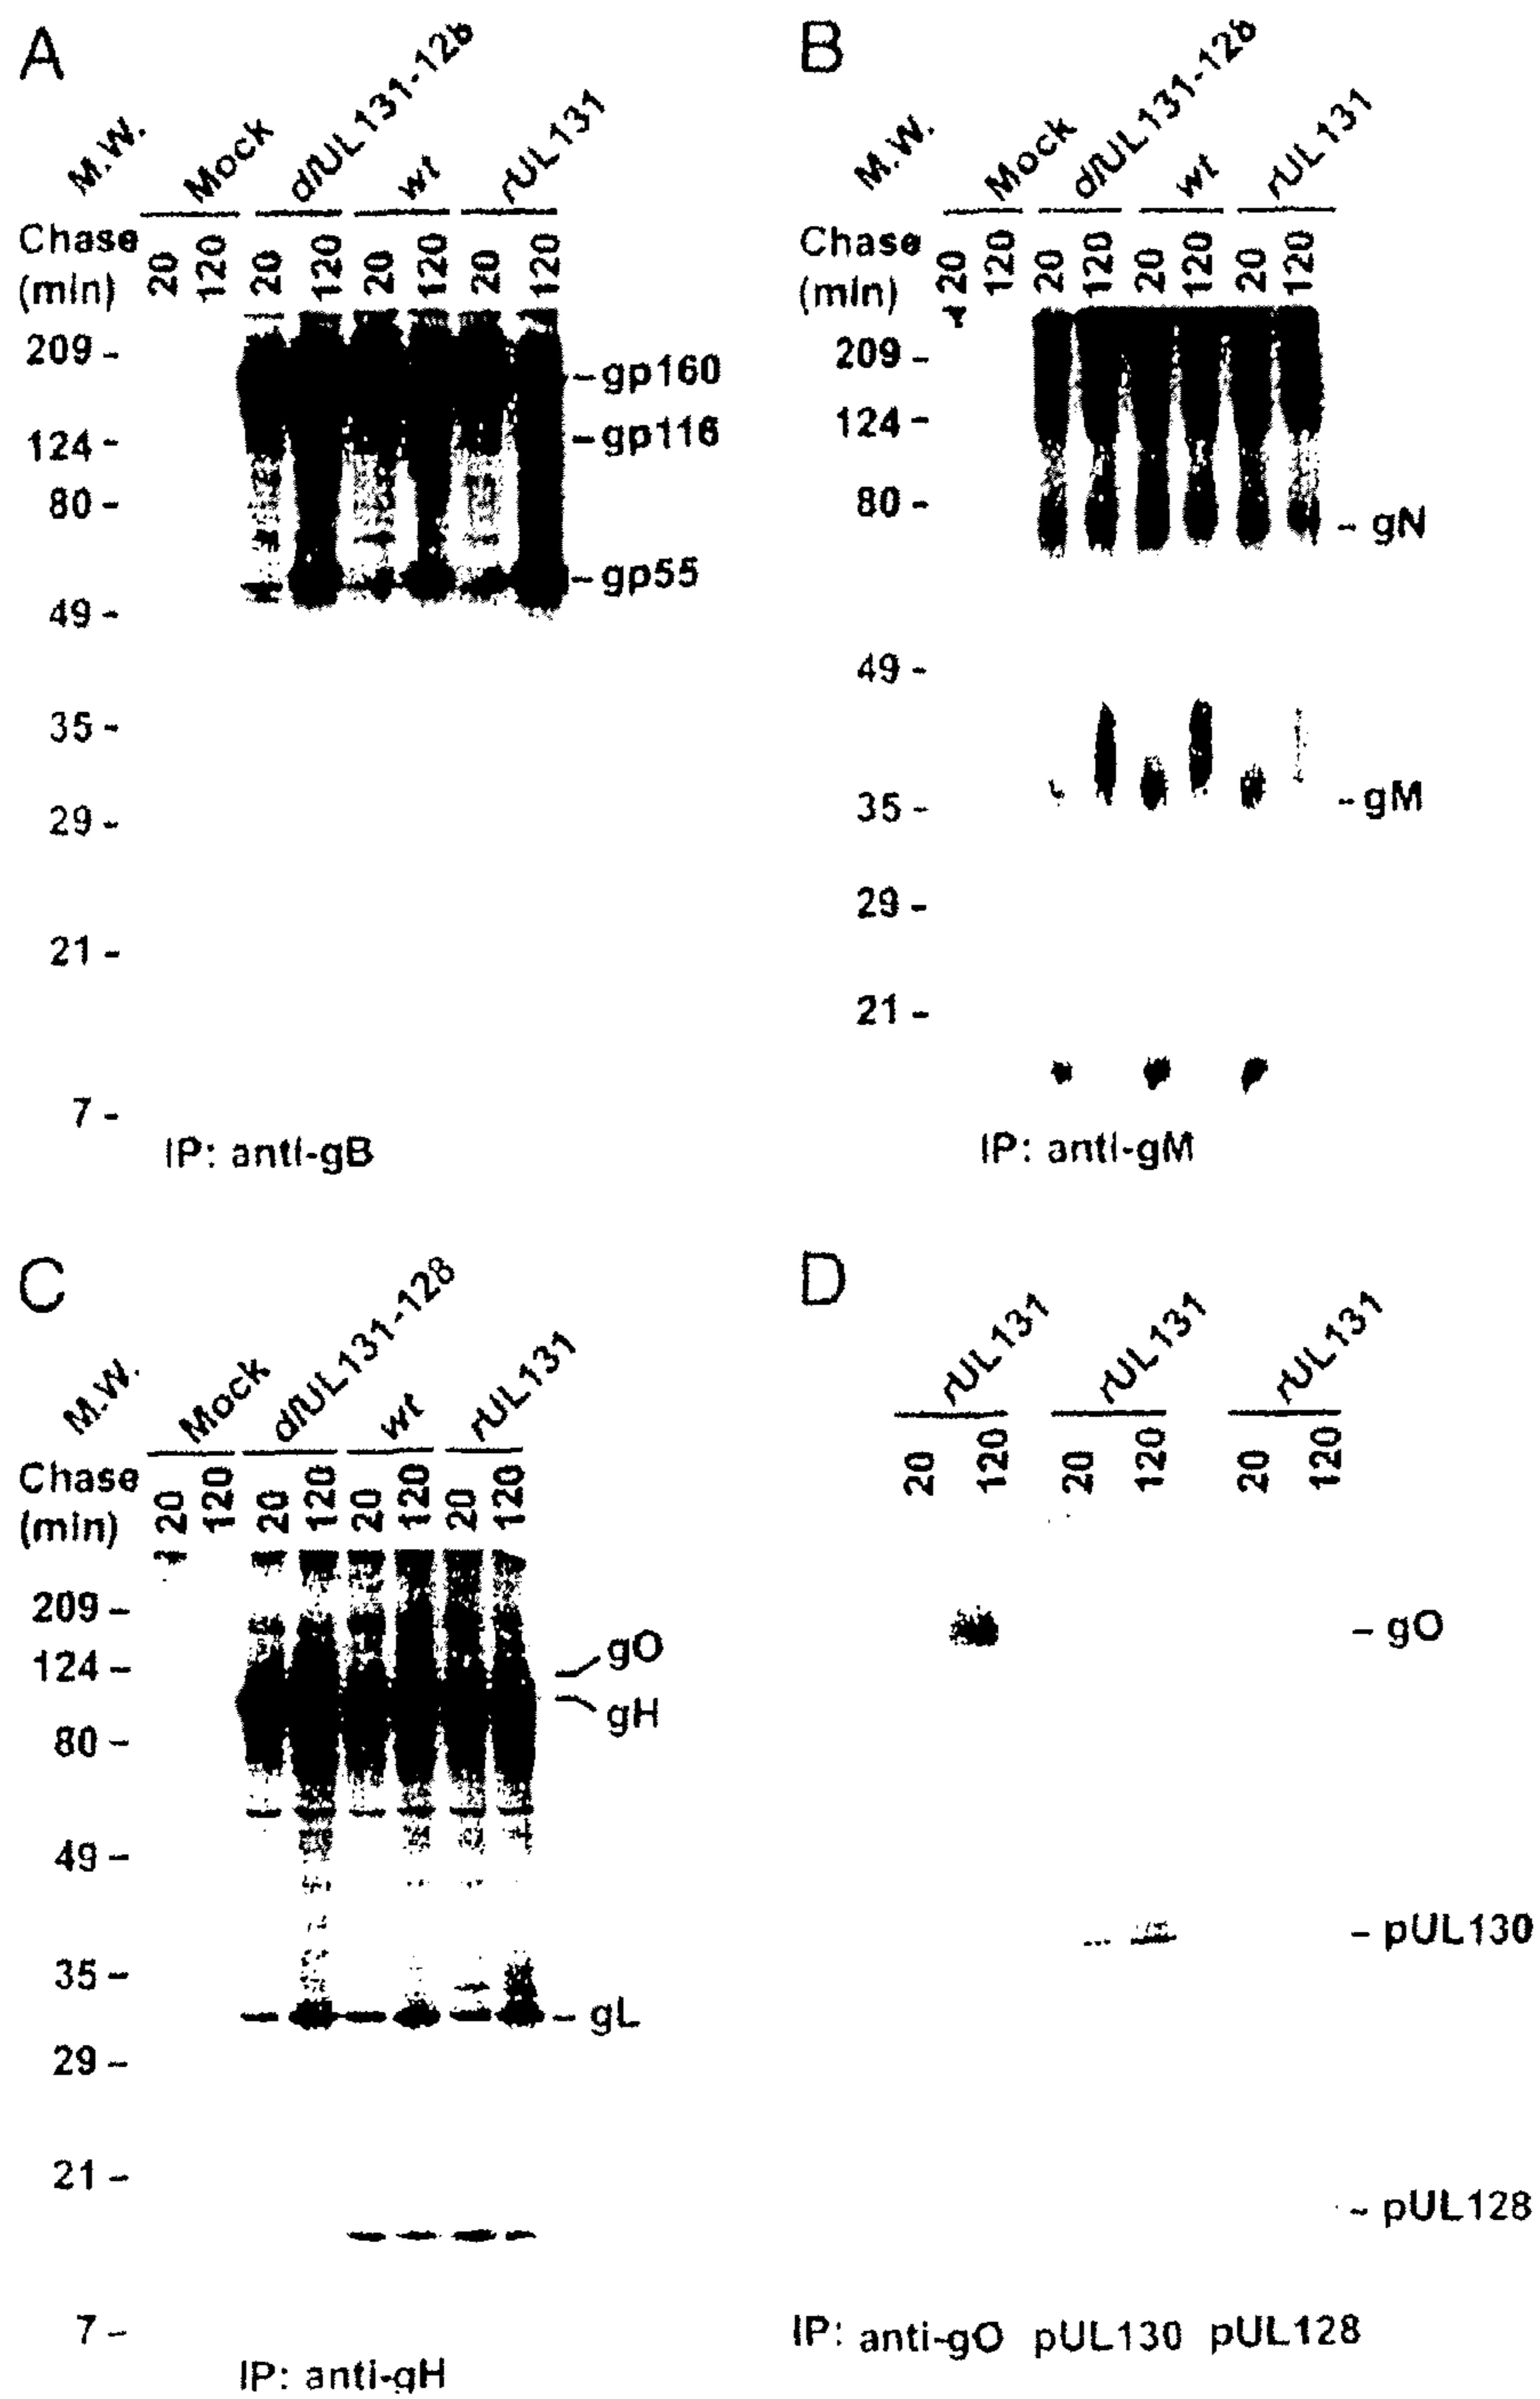 A
M.W.
Mock
dlUL131-128
wt
rUL131
Chase
(min)
20 120 20 120 20 120 20 120
209 -
124 -
80 -
49 -
35 -
29 -
21 -
7 -
-gp160
-gp116
-gp55
IP: anti-gB
B
M.W.
Mock
dlUL131-128
wt
rUL131
Chase
(min)
20 120 20 120 20 120 20 120
209 -
124 -
80 -
49 -
35 -
29 -
21 -
- gN
-gM
IP: anti-gM
C
M.W.
Mock
dlUL131-128
wt
rUL131
Chase
(min)
20 120 20 120 20 120 20 120
209 -
124 -
80 -
49 -
35 -
29 -
21 -
7 -
gO
gH
- gL
IP: anti-gH
D
rUL131
rUL131
rUL131
20 120 20 120 20 120
- gO
- pUL130
- pUL128
IP: anti-gO pUL130 pUL128